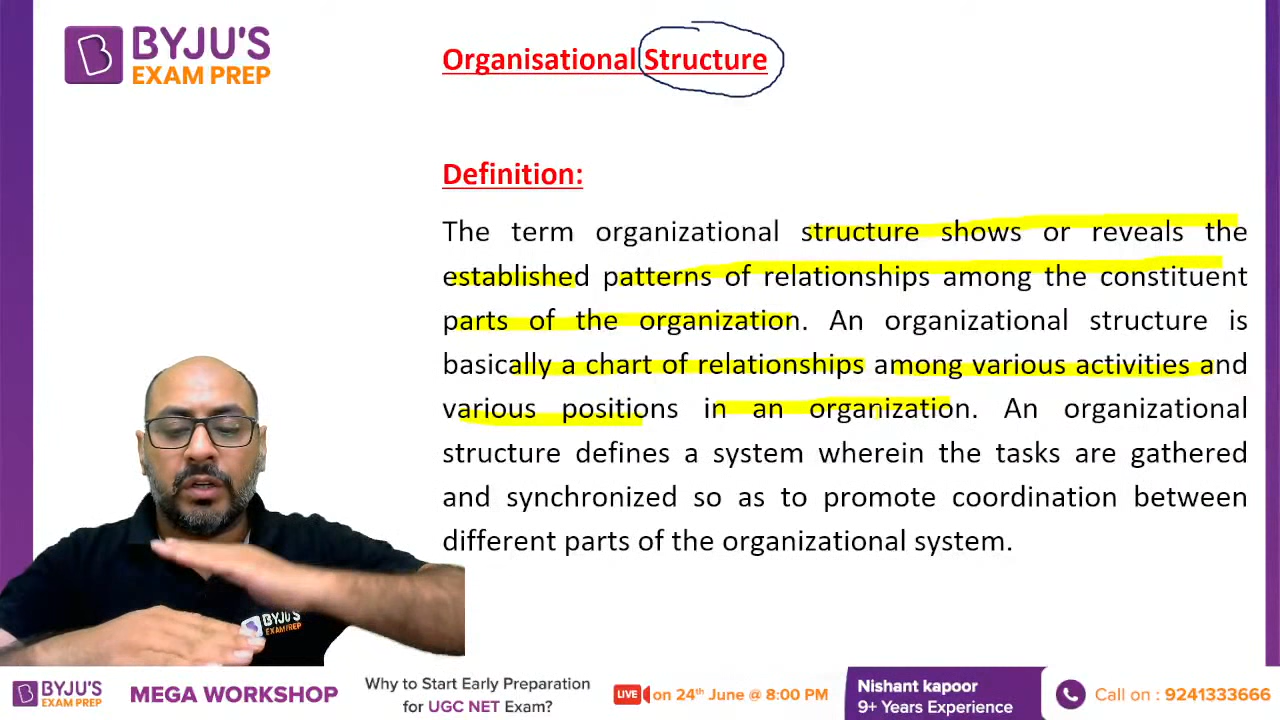 BYJU'S
EXAM PREP
Organisational Structure
Definition:
The term organizational structure shows or reveals the
established patterns of relationships among the constituent
parts of the organization. An organizational structure is
basically a chart of relationships among various activities and
various positions in an organization. An organizational
structure defines a system wherein the tasks are gathered
and synchronized so as to promote coordination between
different parts of the organizational system.
BYJU'S
EXAM PREP
BYJU'S
EXAM PREP
MEGA WORKSHOP
Why to Start Early Preparation
for UGC NET Exam?
LIVE on 24th June @ 8:00 PM
Nishant kapoor
9+ Years Experience
Call on : 9241333666